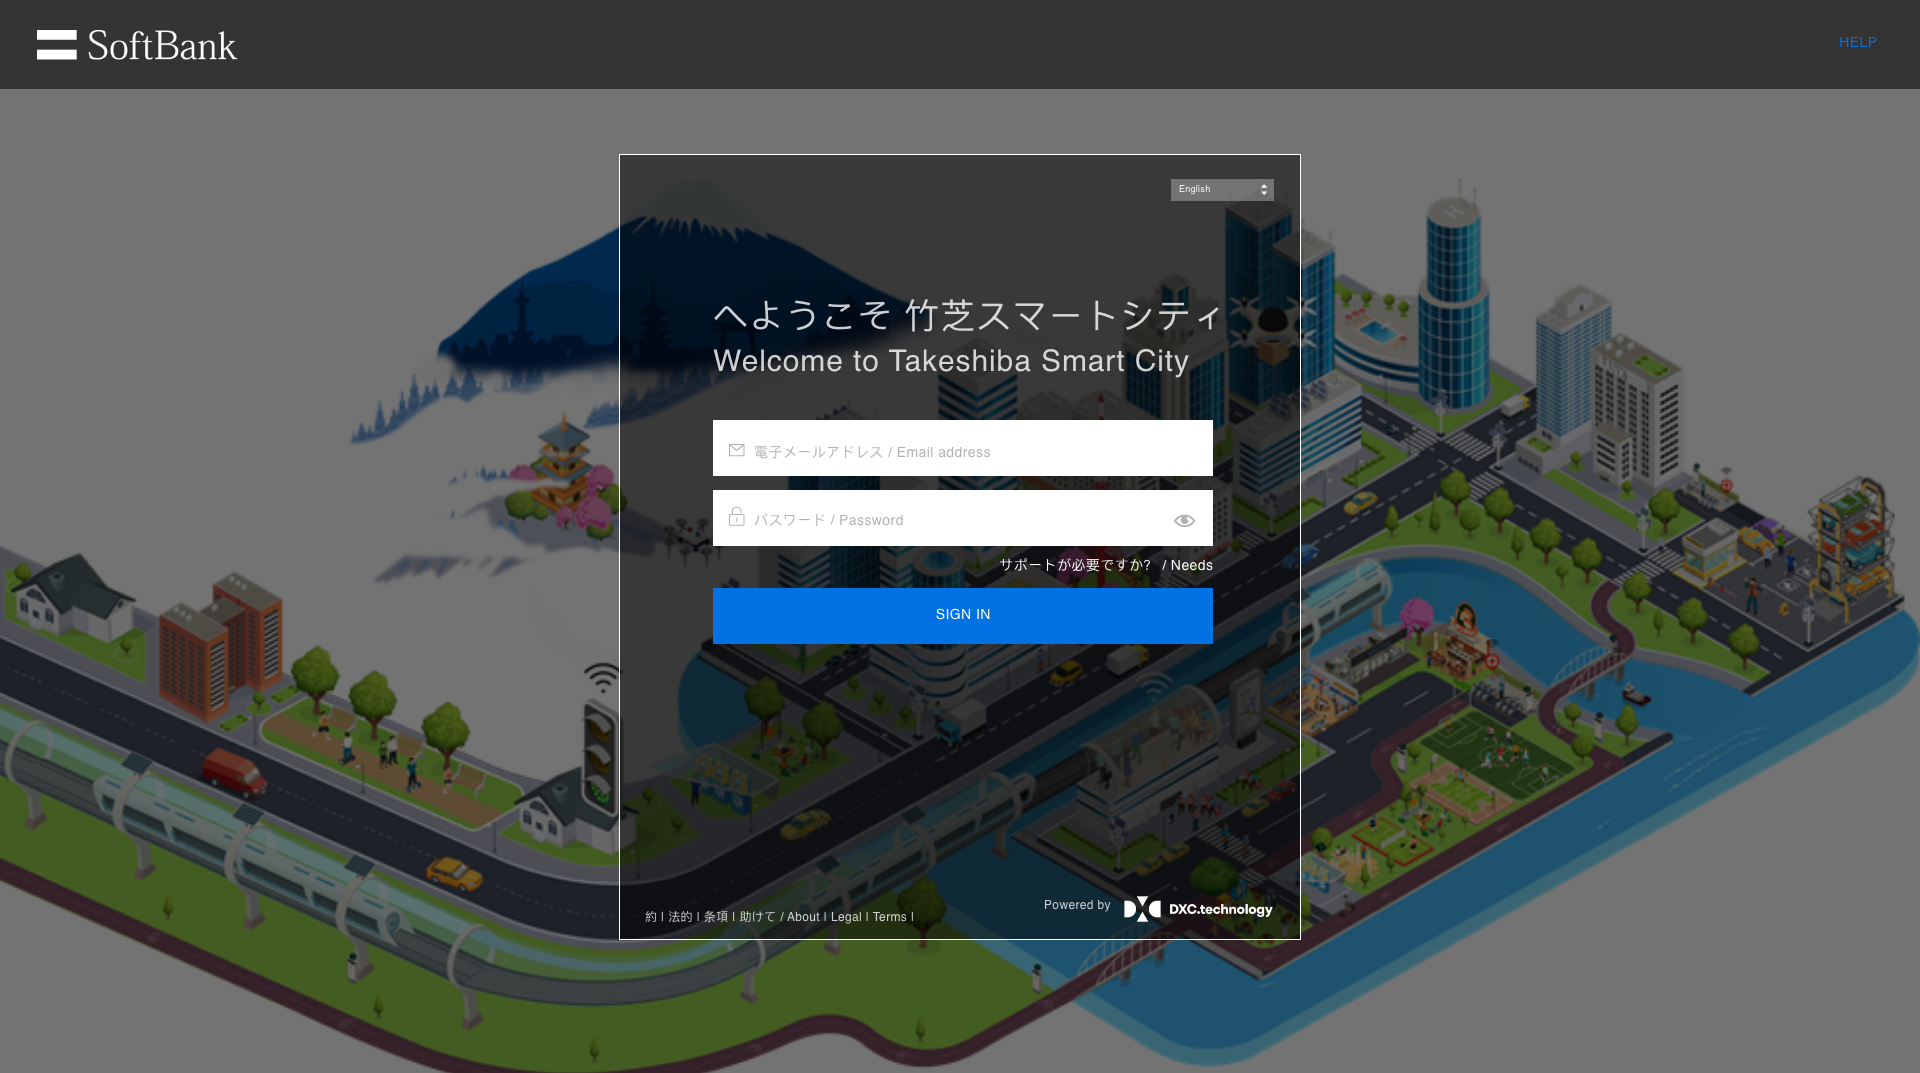 SoftBank
HELP
English
へようこそ 竹芝スマートシティ
Welcome to Takeshiba Smart City
電子メールアドレス / Email address
パスワード / Password
サポートが必要ですか? / Needs
SIGN IN
約 | 法的 | 条項 | 助けて / About | Legal | Terms |
Powered by DXC.technology